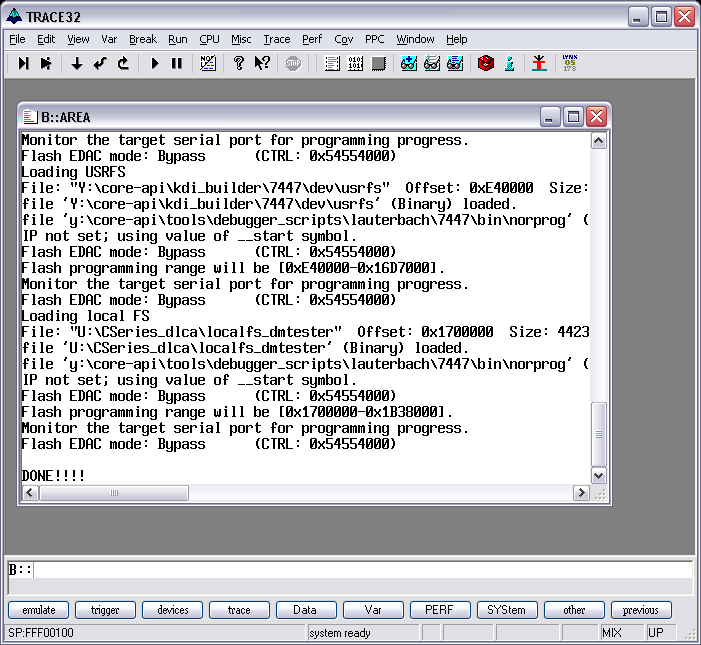 TRACE32
File Edit View Var Break Run CPU Misc Trace Perf Cov PPC Window Help
NOP STOP 0101 1010 LYNX OS 178
B::AREA
Monitor the target serial port for programming progress.
Flash EDAC mode: Bypass (CTRL: 0x54554000)
Loading USRFS
File: "Y:\core-api\kdi_builder\7447\dev\usrfs" Offset: 0xE40000 Size:
file 'Y:\core-api\kdi_builder\7447\dev\usrfs' (Binary) loaded.
file 'y:\core-api\tools\debugger_scripts\lauterbach\7447\bin\norprog' (
IP not set; using value of __start symbol.
Flash EDAC mode: Bypass (CTRL: 0x54554000)
Flash programming range will be [0xE40000-0x16D7000].
Monitor the target serial port for programming progress.
Flash EDAC mode: Bypass (CTRL: 0x54554000)
Loading local FS
File: "U:\CSeries_dlca\localfs_dmtester" Offset: 0x1700000 Size: 4423
file 'U:\CSeries_dlca\localfs_dmtester' (Binary) loaded.
file 'y:\core-api\tools\debugger_scripts\lauterbach\7447\bin\norprog' (
IP not set; using value of __start symbol.
Flash EDAC mode: Bypass (CTRL: 0x54554000)
Flash programming range will be [0x1700000-0x1B38000].
Monitor the target serial port for programming progress.
Flash EDAC mode: Bypass (CTRL: 0x54554000)
DONE!!!!
B::
emulate trigger devices trace Data Var PERF SYStem other previous
SP:FFF00100 system ready MIX UP